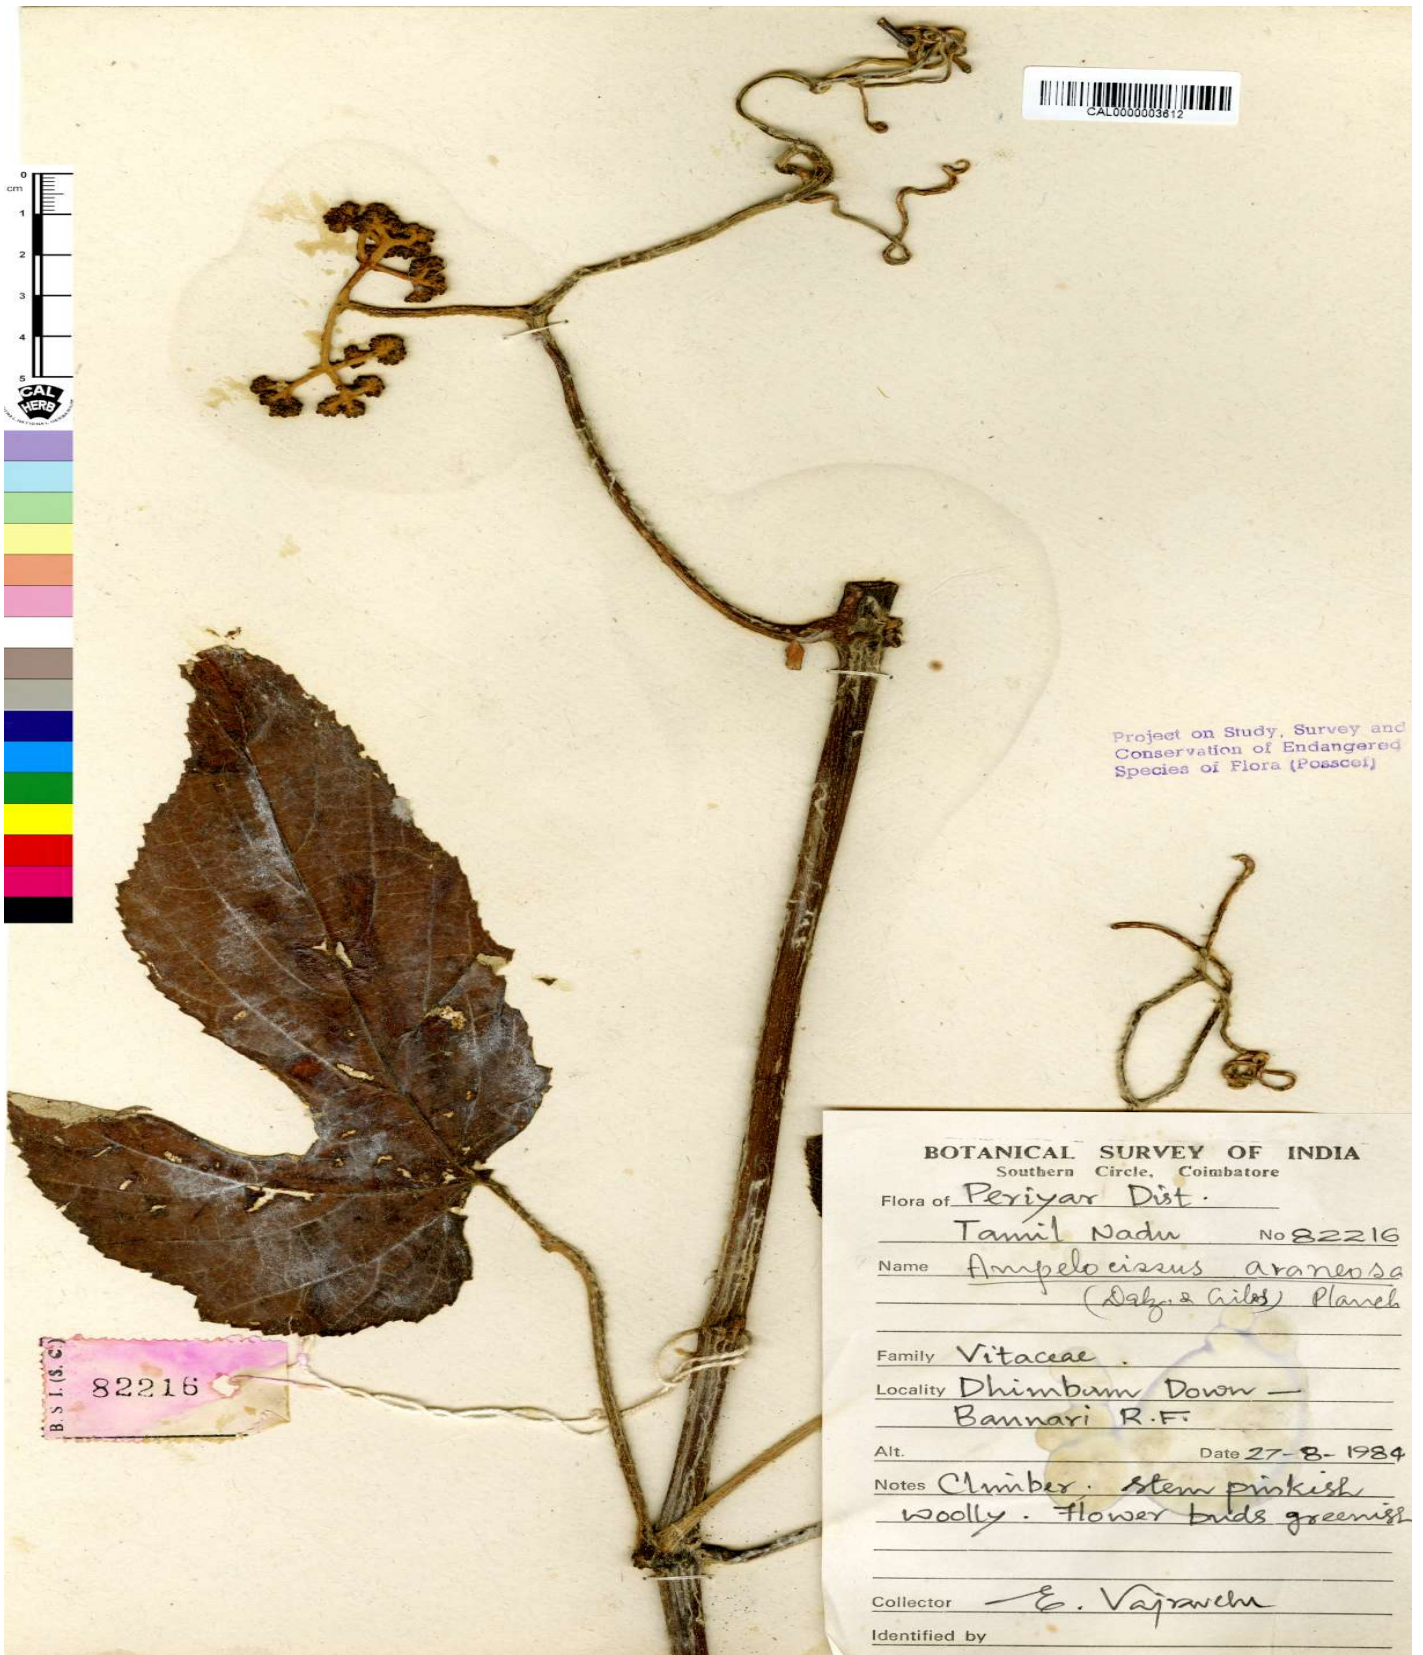 CAL0000003612
0
cm
1
2
3
4
5
CAL
HERB
Project on Study, Survey and
Conservation of Endangered
Species of Flora (Posscef)
BOTANICAL SURVEY OF INDIA
Southern Circle, Coimbatore
Flora of Periyar Dist.
Tamil Nadu No 82216
Name Ampelocissus araneosa
(Dalz. & Gibs) Planch
Family Vitaceae.
Locality Dhimbam Down —
Bannari R.F.
Alt. Date 27-8-1984
Notes Climber. Stem pinkish
woolly. Flower buds greenish
Collector E. Vajravelu
Identified by
B. S I. (S. C)
82216